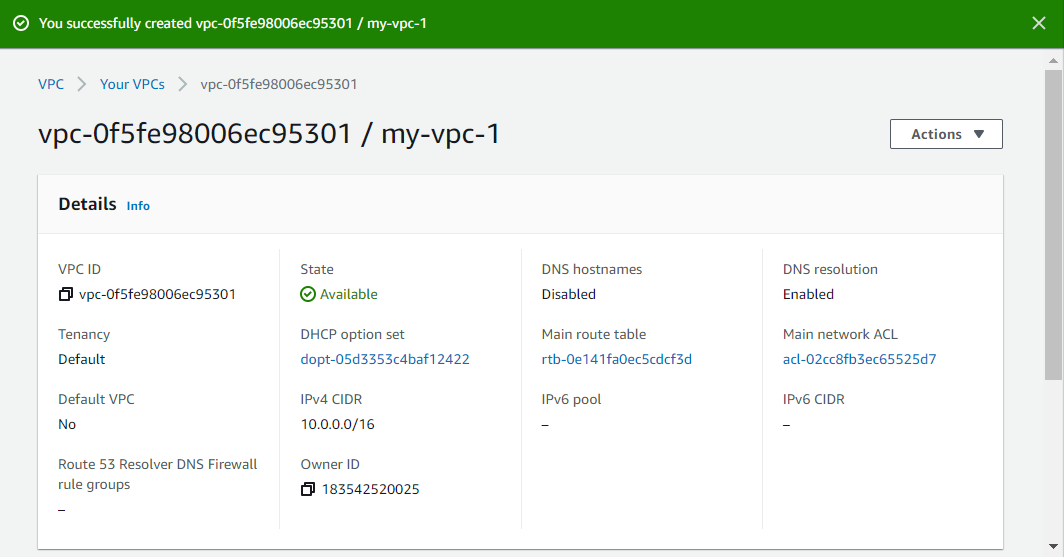 You successfully created vpc-0f5fe98006ec95301 / my-vpc-1
VPC
Your VPCs
vpc-0f5fe98006ec95301
vpc-0f5fe98006ec95301 / my-vpc-1
Actions
Details Info
VPC ID
vpc-0f5fe98006ec95301
State
Available
DNS hostnames
Disabled
DNS resolution
Enabled
Tenancy
Default
DHCP option set
dopt-05d3353c4baf12422
Main route table
rtb-0e141fa0ec5cdcf3d
Main network ACL
acl-02cc8fb3ec65525d7
Default VPC
No
IPv4 CIDR
10.0.0.0/16
IPv6 pool
–
IPv6 CIDR
–
Route 53 Resolver DNS Firewall
rule groups
–
Owner ID
183542520025